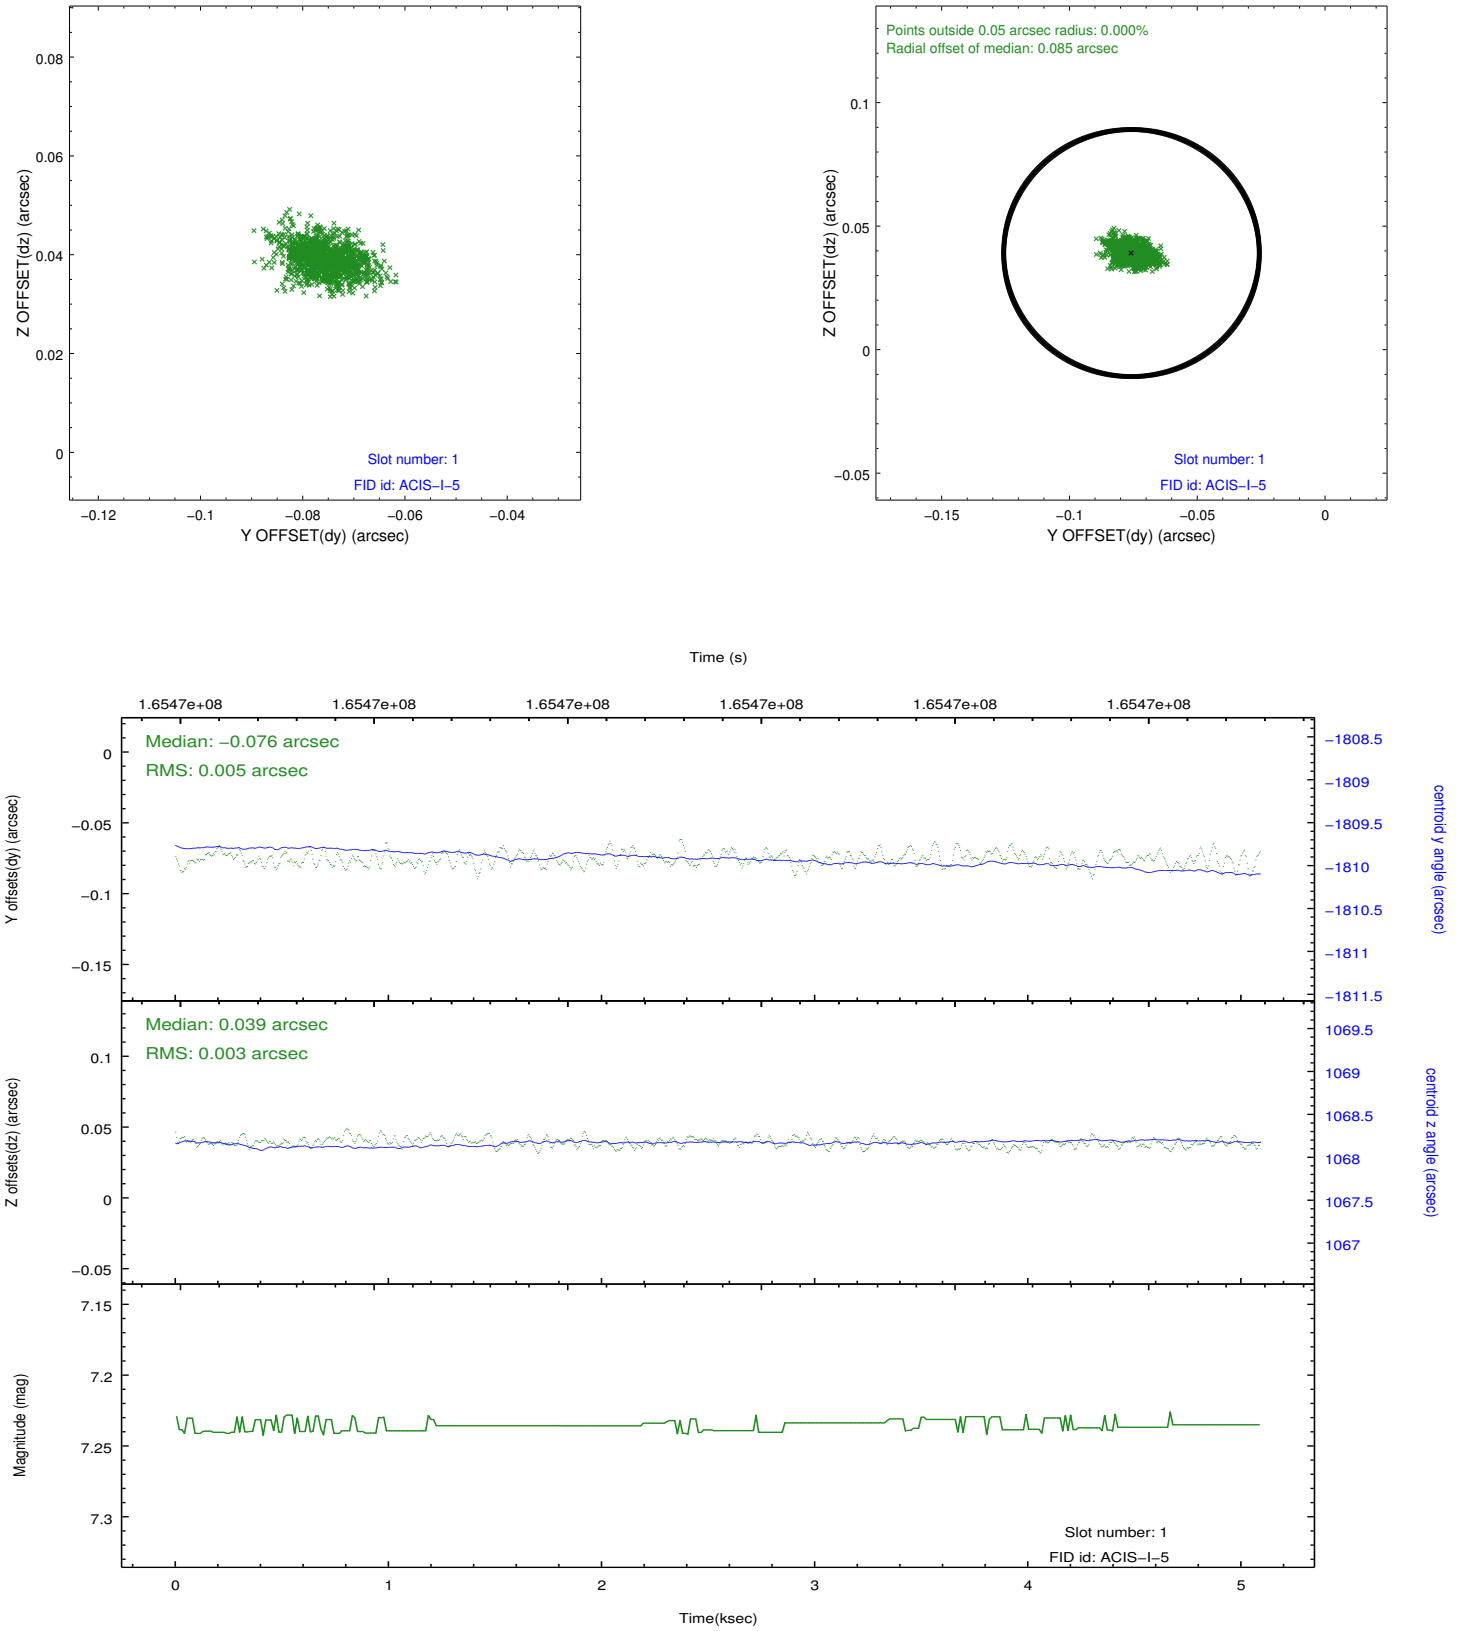 0.08
0.06
0.04
0.02
0
−0.12
−0.1
−0.08
−0.06
−0.04
Z OFFSET(dz) (arcsec)
Y OFFSET(dy) (arcsec)
Slot number: 1
FID id: ACIS−I−5
Points outside 0.05 arcsec radius: 0.000%
Radial offset of median: 0.085 arcsec
0.1
0.05
0
−0.05
−0.15
−0.1
−0.05
0
Z OFFSET(dz) (arcsec)
Y OFFSET(dy) (arcsec)
Slot number: 1
FID id: ACIS−I−5
Time (s)
1.6547e+08
1.6547e+08
1.6547e+08
1.6547e+08
1.6547e+08
1.6547e+08
Median: −0.076 arcsec
RMS: 0.005 arcsec
0
−0.05
−0.1
−0.15
Y offsets(dy) (arcsec)
−1808.5
−1809
−1809.5
−1810
−1810.5
−1811
−1811.5
centroid y angle (arcsec)
Median: 0.039 arcsec
RMS: 0.003 arcsec
0.1
0.05
0
−0.05
Z offsets(dz) (arcsec)
1069.5
1069
1068.5
1068
1067.5
1067
centroid z angle (arcsec)
7.15
7.2
7.25
7.3
Magnitude (mag)
Slot number: 1
FID id: ACIS−I−5
0
1
2
3
4
5
Time(ksec)